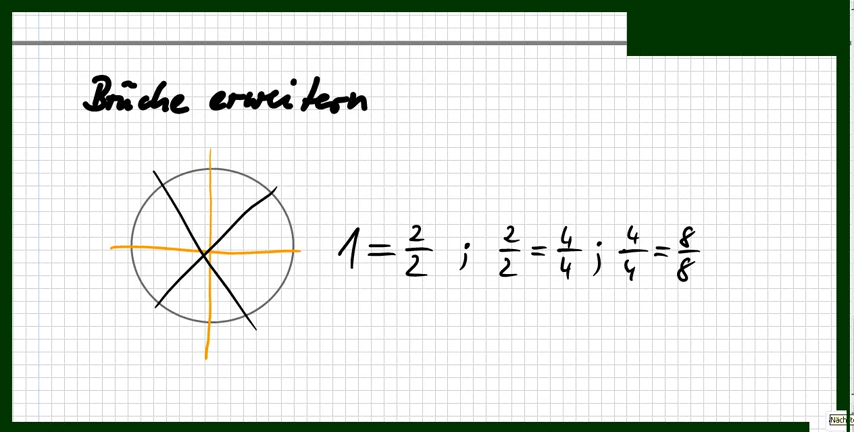 Brüche erweitern
1 = 2/2 ; 2/2 = 4/4 ; 4/4 = 8/8